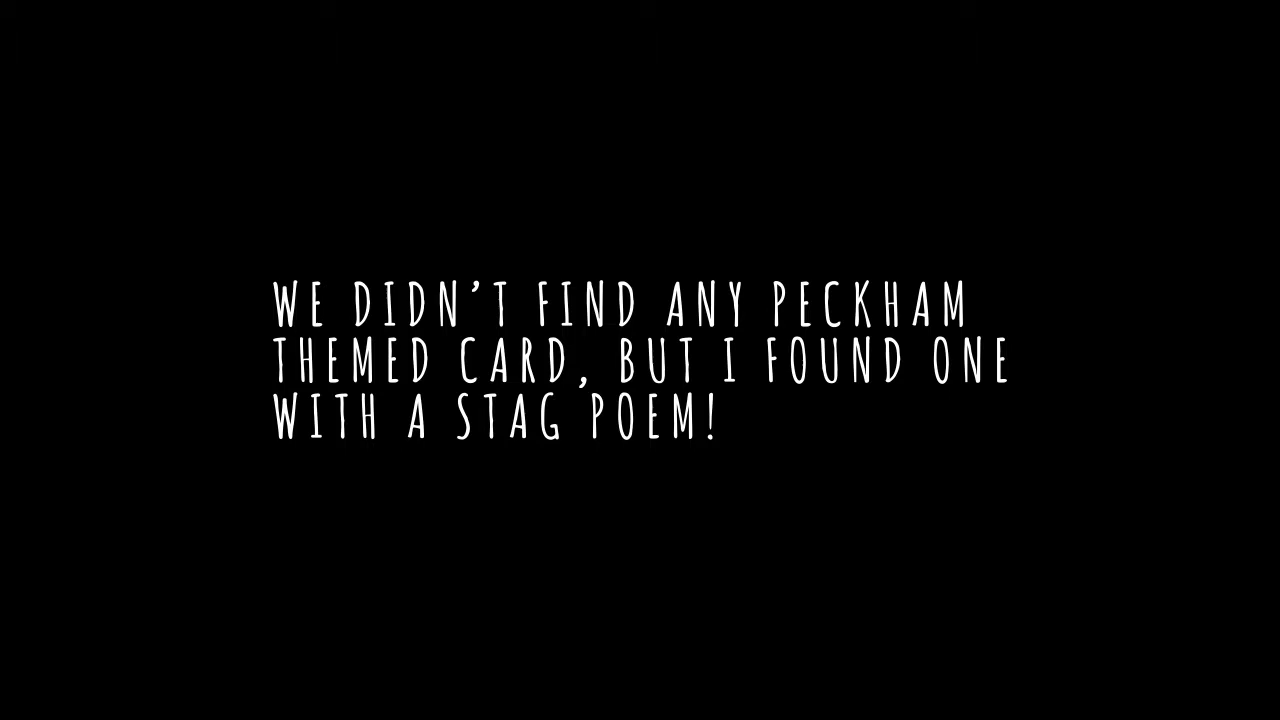 WE DIDN’T FIND ANY PECKHAM
THEMED CARD, BUT I FOUND ONE
WITH A STAG POEM!